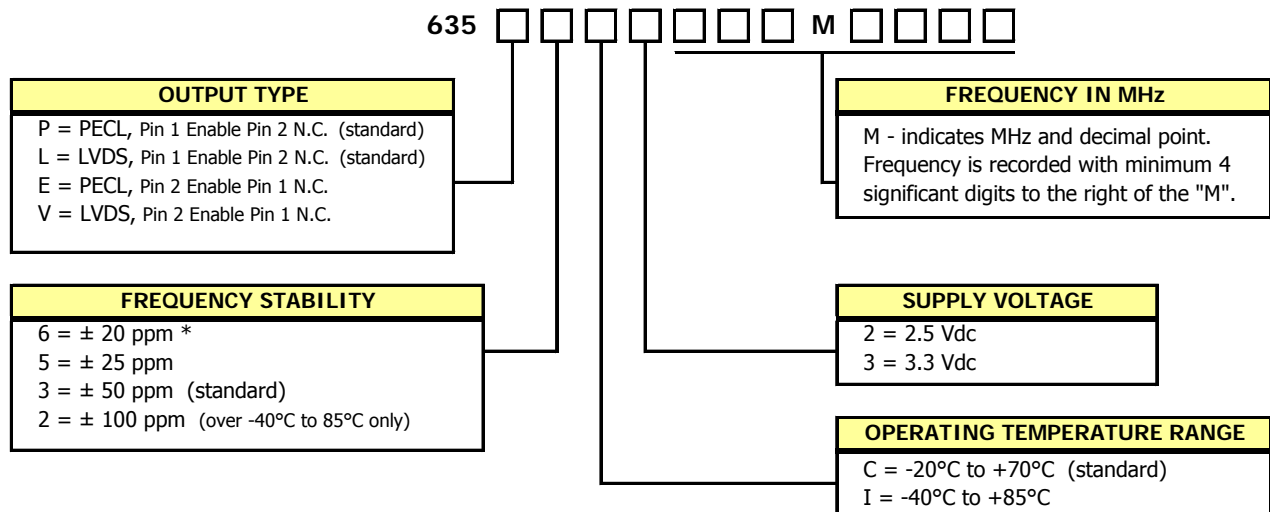 635 M
OUTPUT TYPE
P = PECL, Pin 1 Enable Pin 2 N.C. (standard)
L = LVDS, Pin 1 Enable Pin 2 N.C. (standard)
E = PECL, Pin 2 Enable Pin 1 N.C.
V = LVDS, Pin 2 Enable Pin 1 N.C.
FREQUENCY IN MHz
M - indicates MHz and decimal point.
Frequency is recorded with minimum 4
significant digits to the right of the "M".
FREQUENCY STABILITY
6 = ± 20 ppm *
5 = ± 25 ppm
3 = ± 50 ppm (standard)
2 = ± 100 ppm (over -40°C to 85°C only)
SUPPLY VOLTAGE
2 = 2.5 Vdc
3 = 3.3 Vdc
OPERATING TEMPERATURE RANGE
C = -20°C to +70°C (standard)
I = -40°C to +85°C